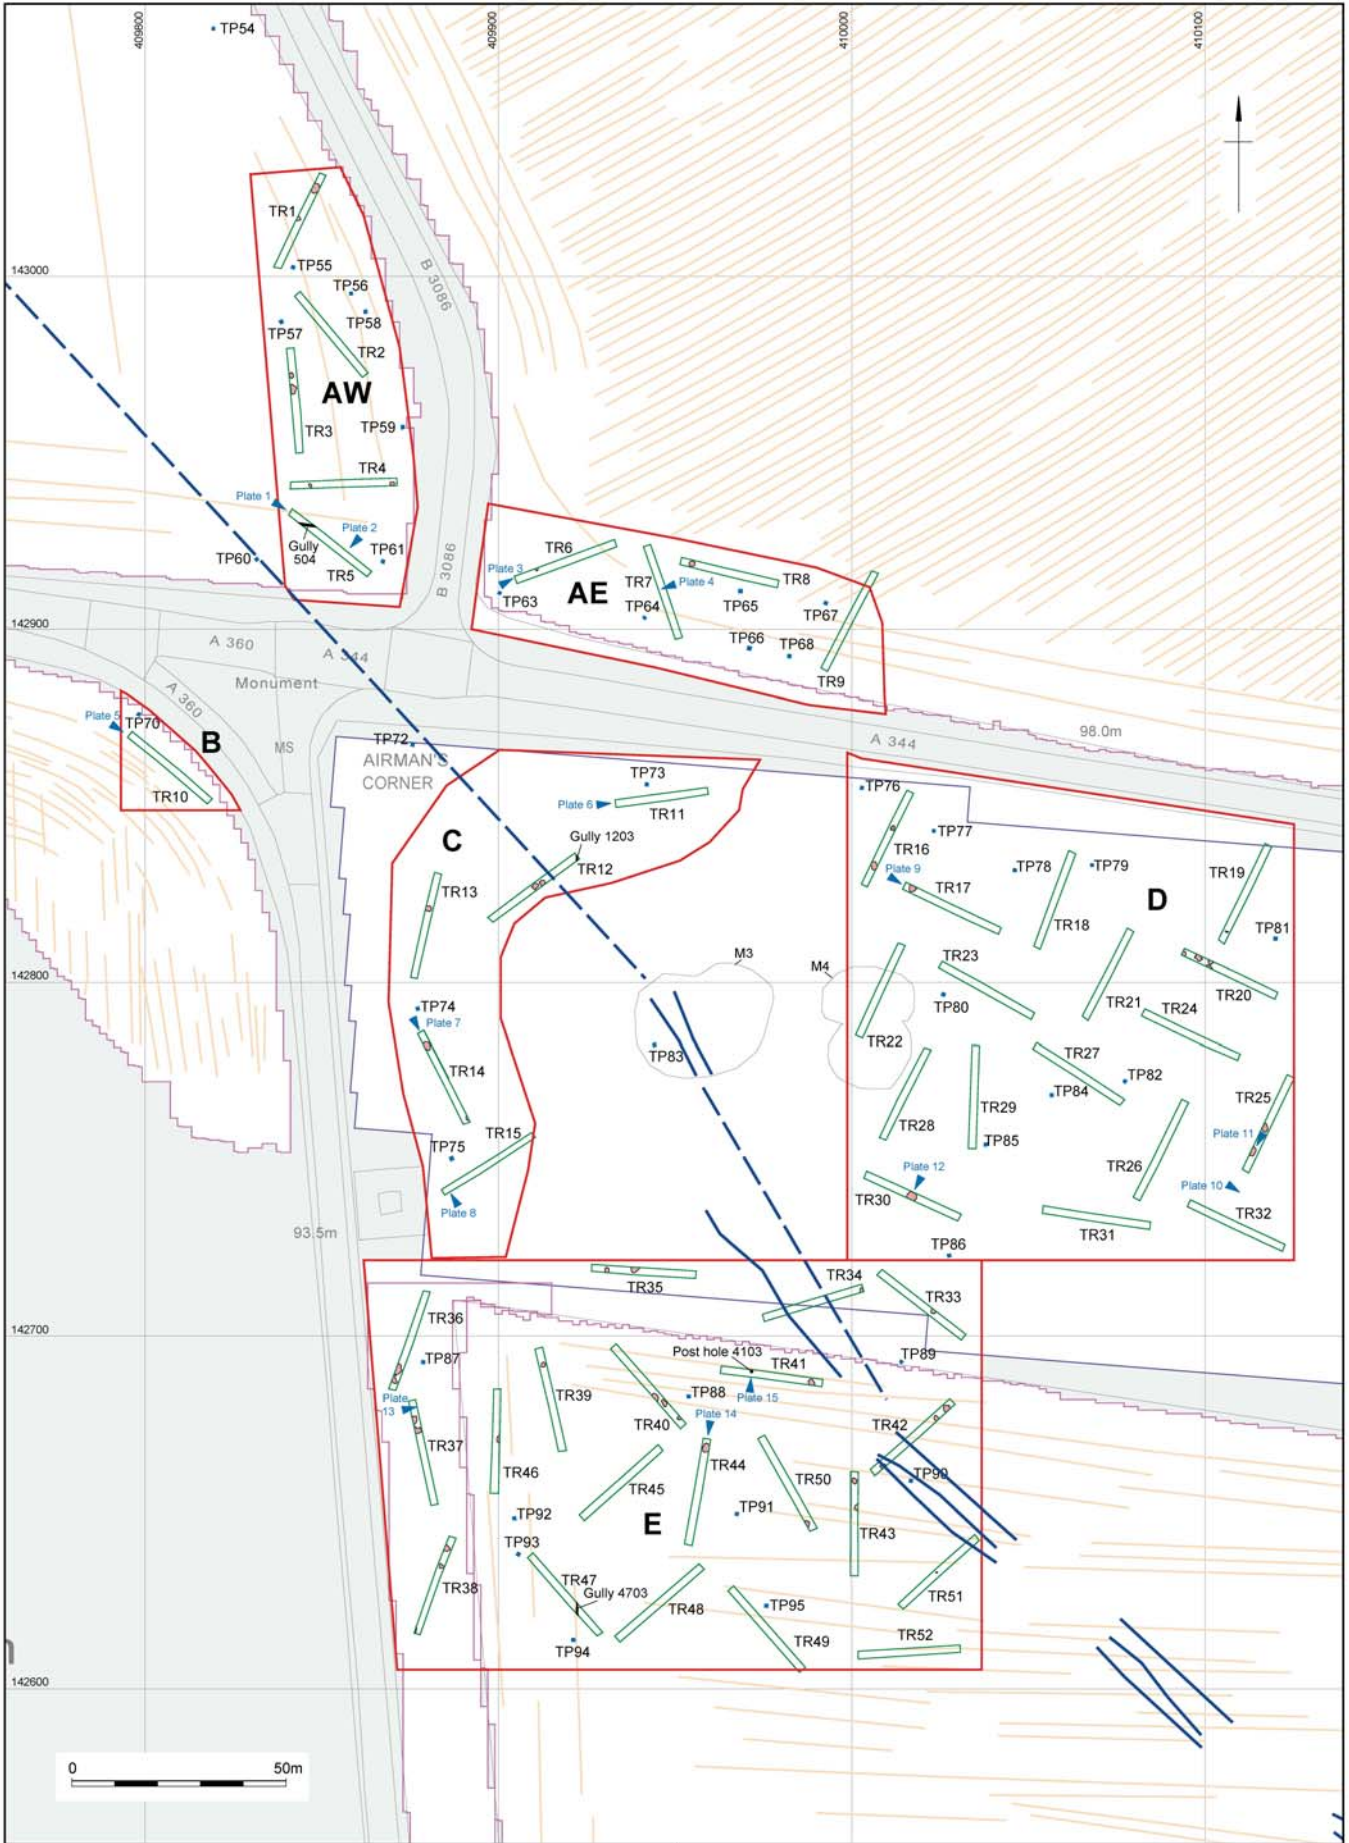 409800
409900
410000
410100
TP54
TR1
143000
TP55
TP56
TP58
TP57
B 3086
TR2
AW
TP59
TR3
TR4
Plate 1
Gully
504
Plate 2
TP60
TP61
TR5
B 3086
TR6
Plate 3
TP63
AE
TR7
Plate 4
TR8
TP64
TP65
TP67
TP66
TP68
TR9
142900
A 360
A 344
Monument
A 360
Plate 5
TP70
B
MS
TR10
TP72
AIRMAN'S
CORNER
A 344
98.0m
TP73
Plate 6
TR11
C
Gully 1203
TR12
TR13
TP76
TR16
TP77
Plate 9
TR17
TP78
TP79
TR18
D
TR19
TP81
M3
M4
TR23
TR20
142800
TP80
TR21
TR24
TR22
TP74
Plate 7
TR14
TP83
TR27
TP82
TP84
TR25
TR28
TR29
TP85
Plate 11
TR15
TP75
Plate 8
Plate 12
TR30
TR26
Plate 10
TR32
TR31
93.5m
TP86
TR35
TR34
TR33
TR36
142700
TP87
Post hole 4103
TR41
TP89
Plate
13
TR39
TP88
Plate 15
TR40
Plate 14
TR42
TR37
TR46
TR44
TR50
TP90
TR45
TP92
E
TP91
TR43
TP93
TR38
TR47
Gully 4703
TR48
TP95
TR51
TR49
TR52
TP94
142600
0
50m